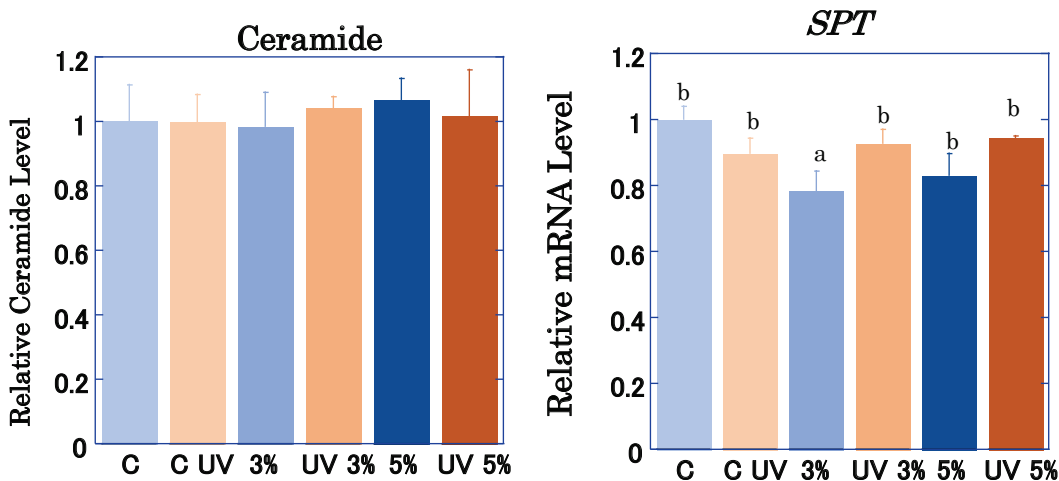 Ceramide
Relative Ceramide Level
1.2
1
0.8
0.6
0.4
0.2
0
C C UV 3% UV 3% 5% UV 5%
SPT
Relative mRNA Level
1.2
1
0.8
0.6
0.4
0.2
0
b
b
a
b
b
b
C C UV 3% UV 3% 5% UV 5%